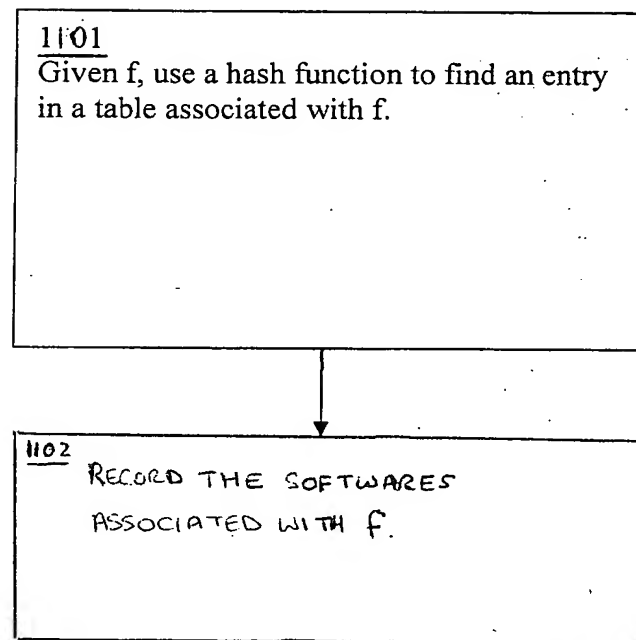 1101
Given f, use a hash function to find an entry
in a table associated with f.
1102
RECORD THE SOFTWARES
ASSOCIATED WITH f.